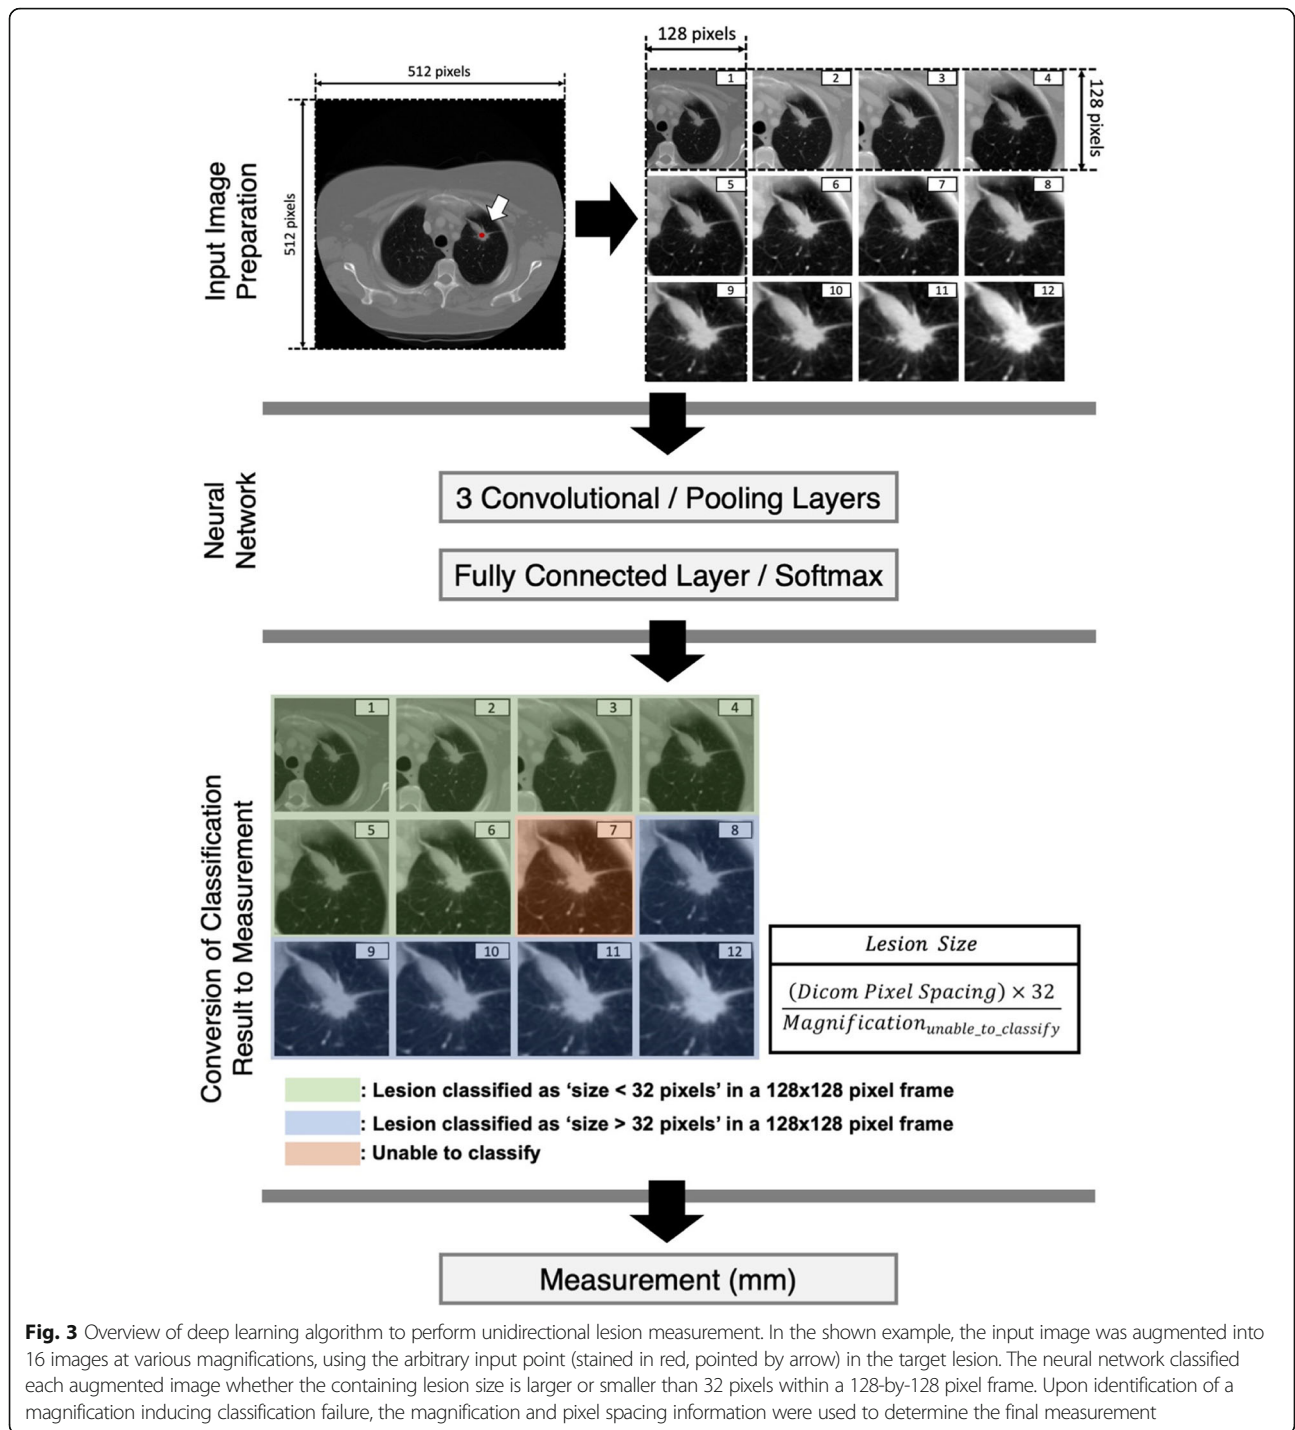 128 pixels
512 pixels
1
2
3
4
128 pixels
Input Image
Preparation
512 pixels
5
6
7
8
9
10
11
12
Neural
Network
3 Convolutional / Pooling Layers
Fully Connected Layer / Softmax
Conversion of Classification
Result to Measurement
1
2
3
4
5
6
7
8
9
10
11
12
Lesion Size
(Dicom Pixel Spacing) × 32
Magnification unable_to_classify
: Lesion classified as ‘size < 32 pixels’ in a 128x128 pixel frame
: Lesion classified as ‘size > 32 pixels’ in a 128x128 pixel frame
: Unable to classify
Measurement (mm)
Fig. 3 Overview of deep learning algorithm to perform unidirectional lesion measurement. In the shown example, the input image was augmented into
16 images at various magnifications, using the arbitrary input point (stained in red, pointed by arrow) in the target lesion. The neural network classified
each augmented image whether the containing lesion size is larger or smaller than 32 pixels within a 128-by-128 pixel frame. Upon identification of a
magnification inducing classification failure, the magnification and pixel spacing information were used to determine the final measurement